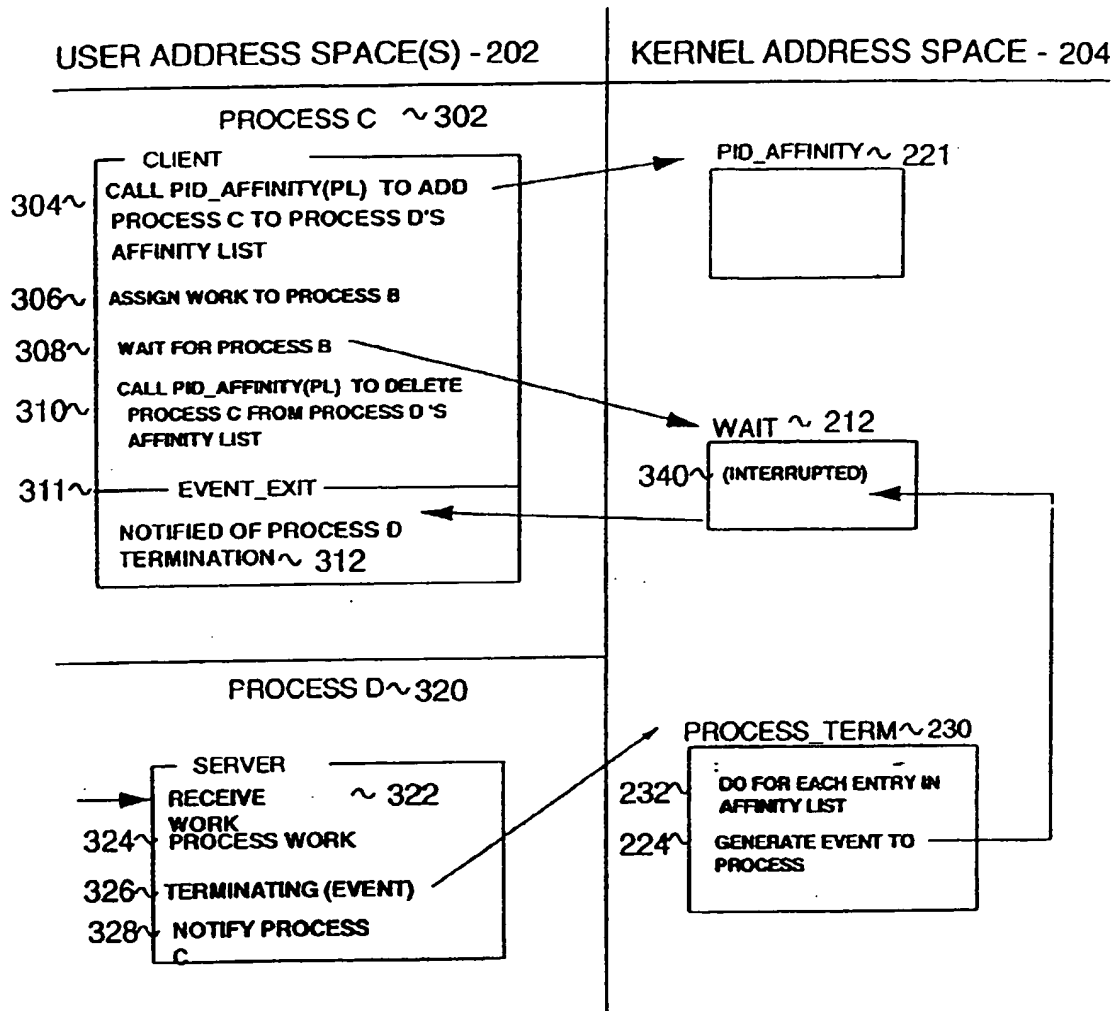 USER ADDRESS SPACE(S) - 202
KERNEL ADDRESS SPACE - 204
PROCESS C ~ 302
CLIENT
304~ CALL PID_AFFINITY(PL) TO ADD
PROCESS C TO PROCESS D'S
AFFINITY LIST
306~ ASSIGN WORK TO PROCESS B
308~ WAIT FOR PROCESS B
310~ CALL PID_AFFINITY(PL) TO DELETE
PROCESS C FROM PROCESS D'S
AFFINITY LIST
311~ EVENT_EXIT
NOTIFIED OF PROCESS D
TERMINATION~ 312
PID_AFFINITY~ 221
WAIT ~ 212
340~ (INTERRUPTED)
PROCESS D~320
SERVER
RECEIVE ~ 322
WORK
324~ PROCESS WORK
326~ TERMINATING (EVENT)
328~ NOTIFY PROCESS
C
PROCESS_TERM~230
232~ DO FOR EACH ENTRY IN
AFFINITY LIST
224~ GENERATE EVENT TO
PROCESS